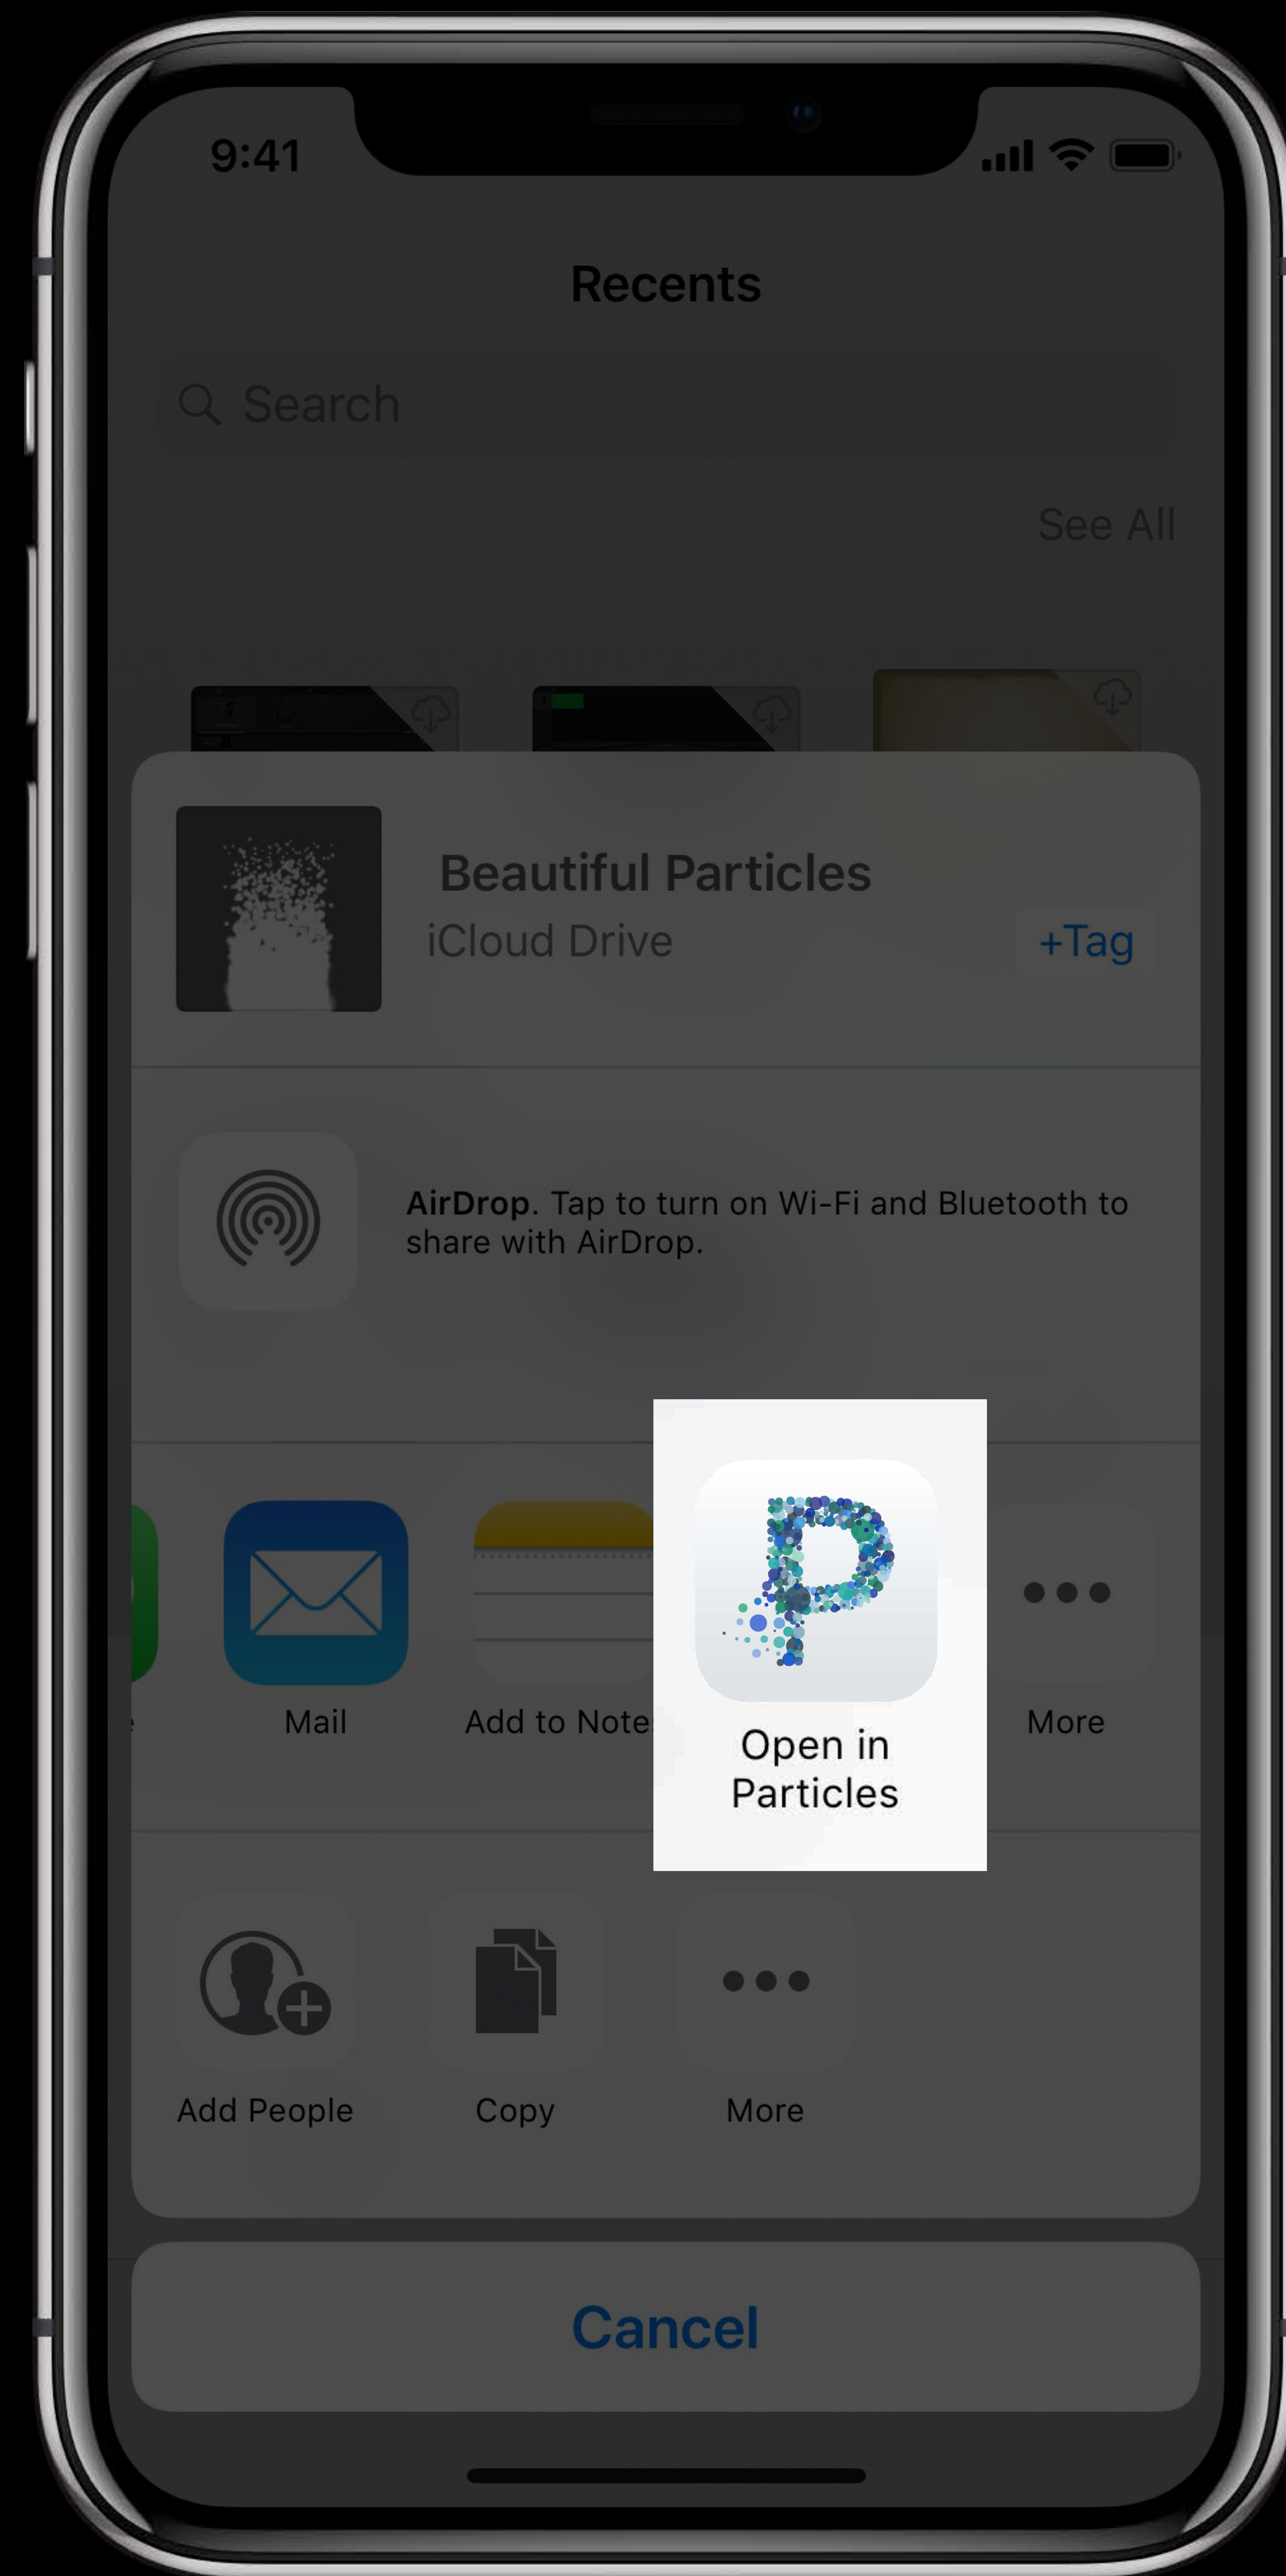 9:41
Recents
Search
See All
Beautiful Particles
iCloud Drive
+Tag
AirDrop. Tap to turn on Wi-Fi and Bluetooth to
share with AirDrop.
Mail
Add to Note
Open in
Particles
More
Add People
Copy
More
Cancel